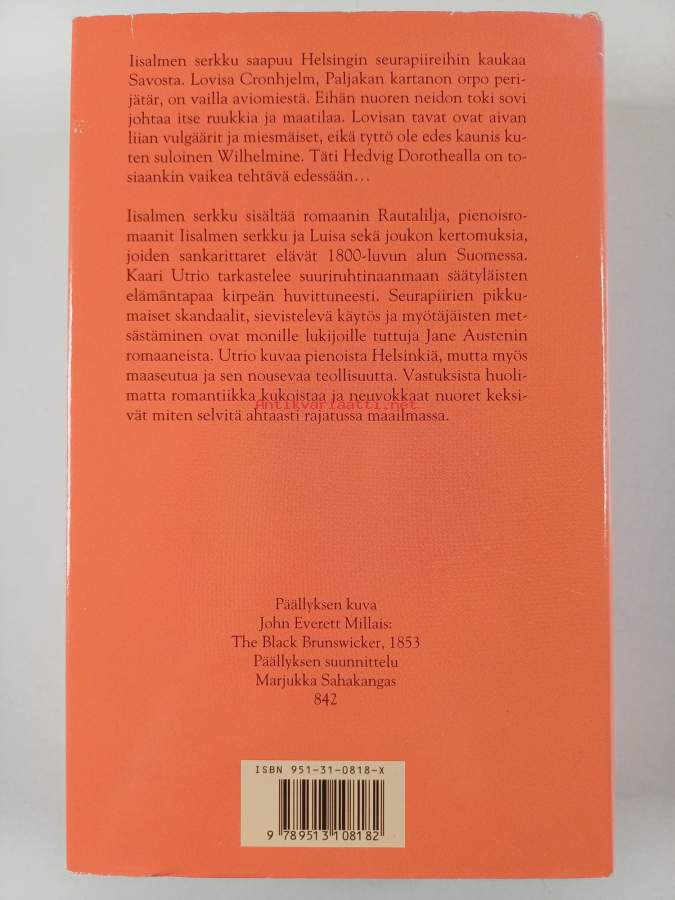 Iisalmen serkku saapuu Helsingin seurapiireihin kaukaa
Savosta. Lovisa Cronhjelm, Paljakan kartanon orpo peri-
jätär, on vailla aviomiestä. Eihän nuoren neidon toki sovi
johtaa itse ruukkia ja maatilaa. Lovisan tavat ovat aivan
liian vulgäärit ja miesmäiset, eikä tyttö ole edes kaunis ku-
ten suloinen Wilhelmine. Täti Hedvig Dorothealla on to-
siaankin vaikea tehtävä edessään...
Iisalmen serkku sisältää romaanin Rautalilja, pienoisro-
maanit Iisalmen serkku ja Luisa sekä joukon kertomuksia,
joiden sankarittaret elävät 1800-luvun alun Suomessa.
Kaari Utrio tarkastelee suuriruhtinaanmaan säätyläisten
elämäntapaa kirpeän huvittuneesti. Seurapiirien pikku-
maiset skandaalit, sievistelevä käytös ja myötäjäisten met-
sästäminen ovat monille lukijoille tuttuja Jane Austenin
romaaneista. Utrio kuvaa pienoista Helsinkiä, mutta myös
maaseutua ja sen nousevaa teollisuutta. Vastuksista huoli-
matta romantiikka kukoistaa ja neuvokkaat nuoret keksi-
Antikvariaatti.net
vät miten selvitä ahtaasti rajatussa maailmassa.
Päällyksen kuva
John Everett Millais:
The Black Brunswicker, 1853
Päällyksen suunnittelu
Marjukka Sahakangas
842
ISBN 951-31-0818-X
9 789513 108182